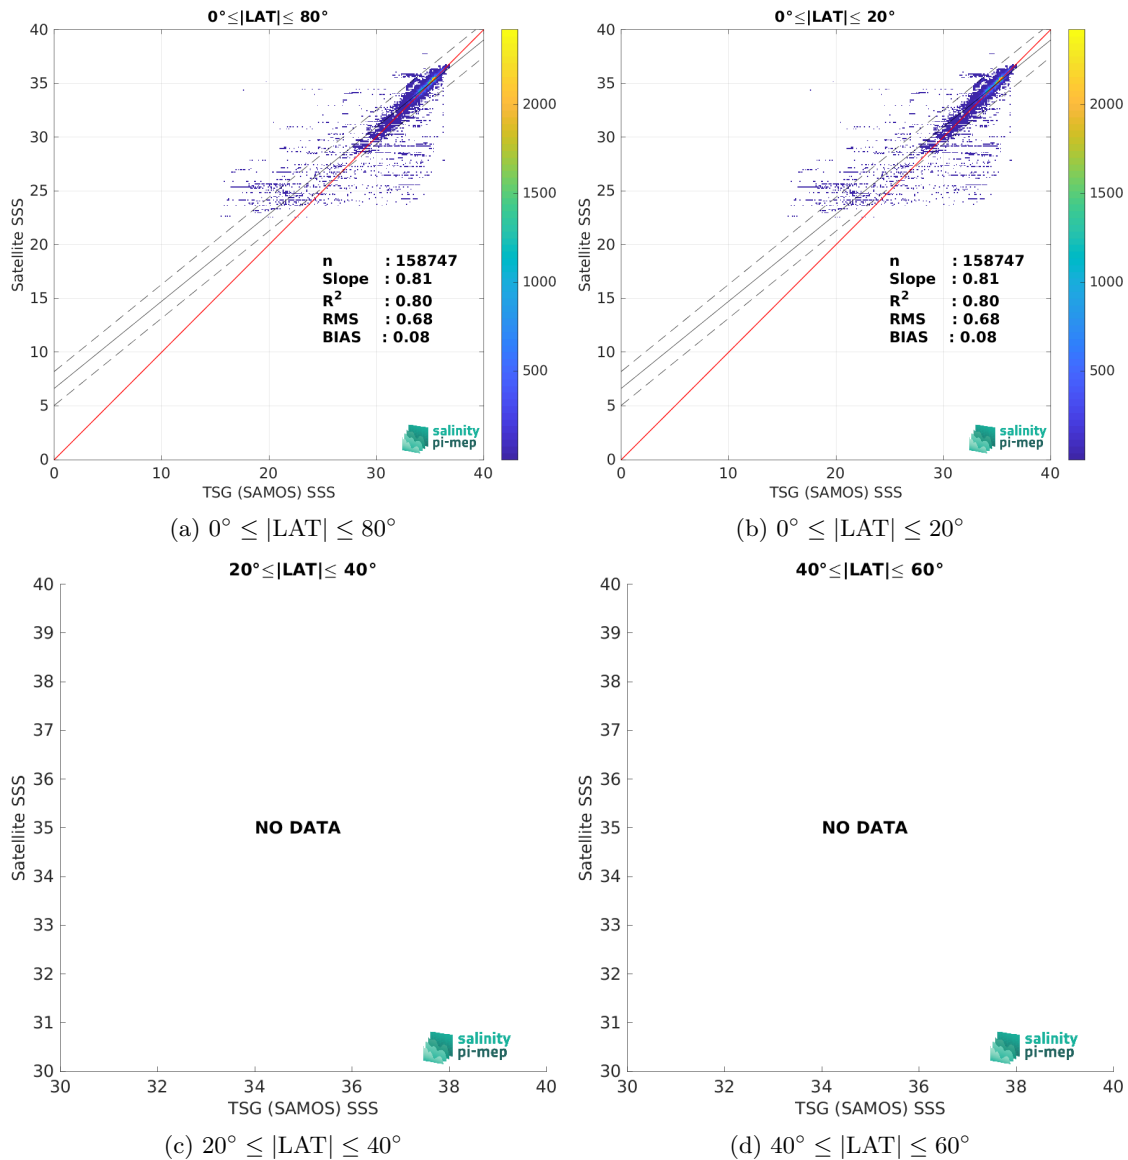 0°≤|LAT|≤ 80°
40
35
30
25
20
15
10
5
0
Satellite SSS
n : 158747
Slope : 0.81
R² : 0.80
RMS : 0.68
BIAS : 0.08
salinity
pi-mep
0 10 20 30 40
TSG (SAMOS) SSS
2000
1500
1000
500
(a) 0° ≤ |LAT| ≤ 80°
0°≤|LAT|≤ 20°
40
35
30
25
20
15
10
5
0
Satellite SSS
n : 158747
Slope : 0.81
R² : 0.80
RMS : 0.68
BIAS : 0.08
salinity
pi-mep
0 10 20 30 40
TSG (SAMOS) SSS
2000
1500
1000
500
(b) 0° ≤ |LAT| ≤ 20°
20°≤|LAT|≤ 40°
40
39
38
37
36
35
34
33
32
31
30
Satellite SSS
NO DATA
salinity
pi-mep
30 32 34 36 38 40
TSG (SAMOS) SSS
(c) 20° ≤ |LAT| ≤ 40°
40°≤|LAT|≤ 60°
40
39
38
37
36
35
34
33
32
31
30
Satellite SSS
NO DATA
salinity
pi-mep
30 32 34 36 38 40
TSG (SAMOS) SSS
(d) 40° ≤ |LAT| ≤ 60°